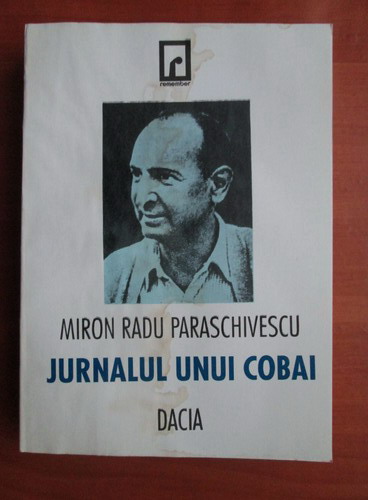 remember
MIRON RADU PARASCHIVESCU
JURNALUL UNUI COBAI
DACIA